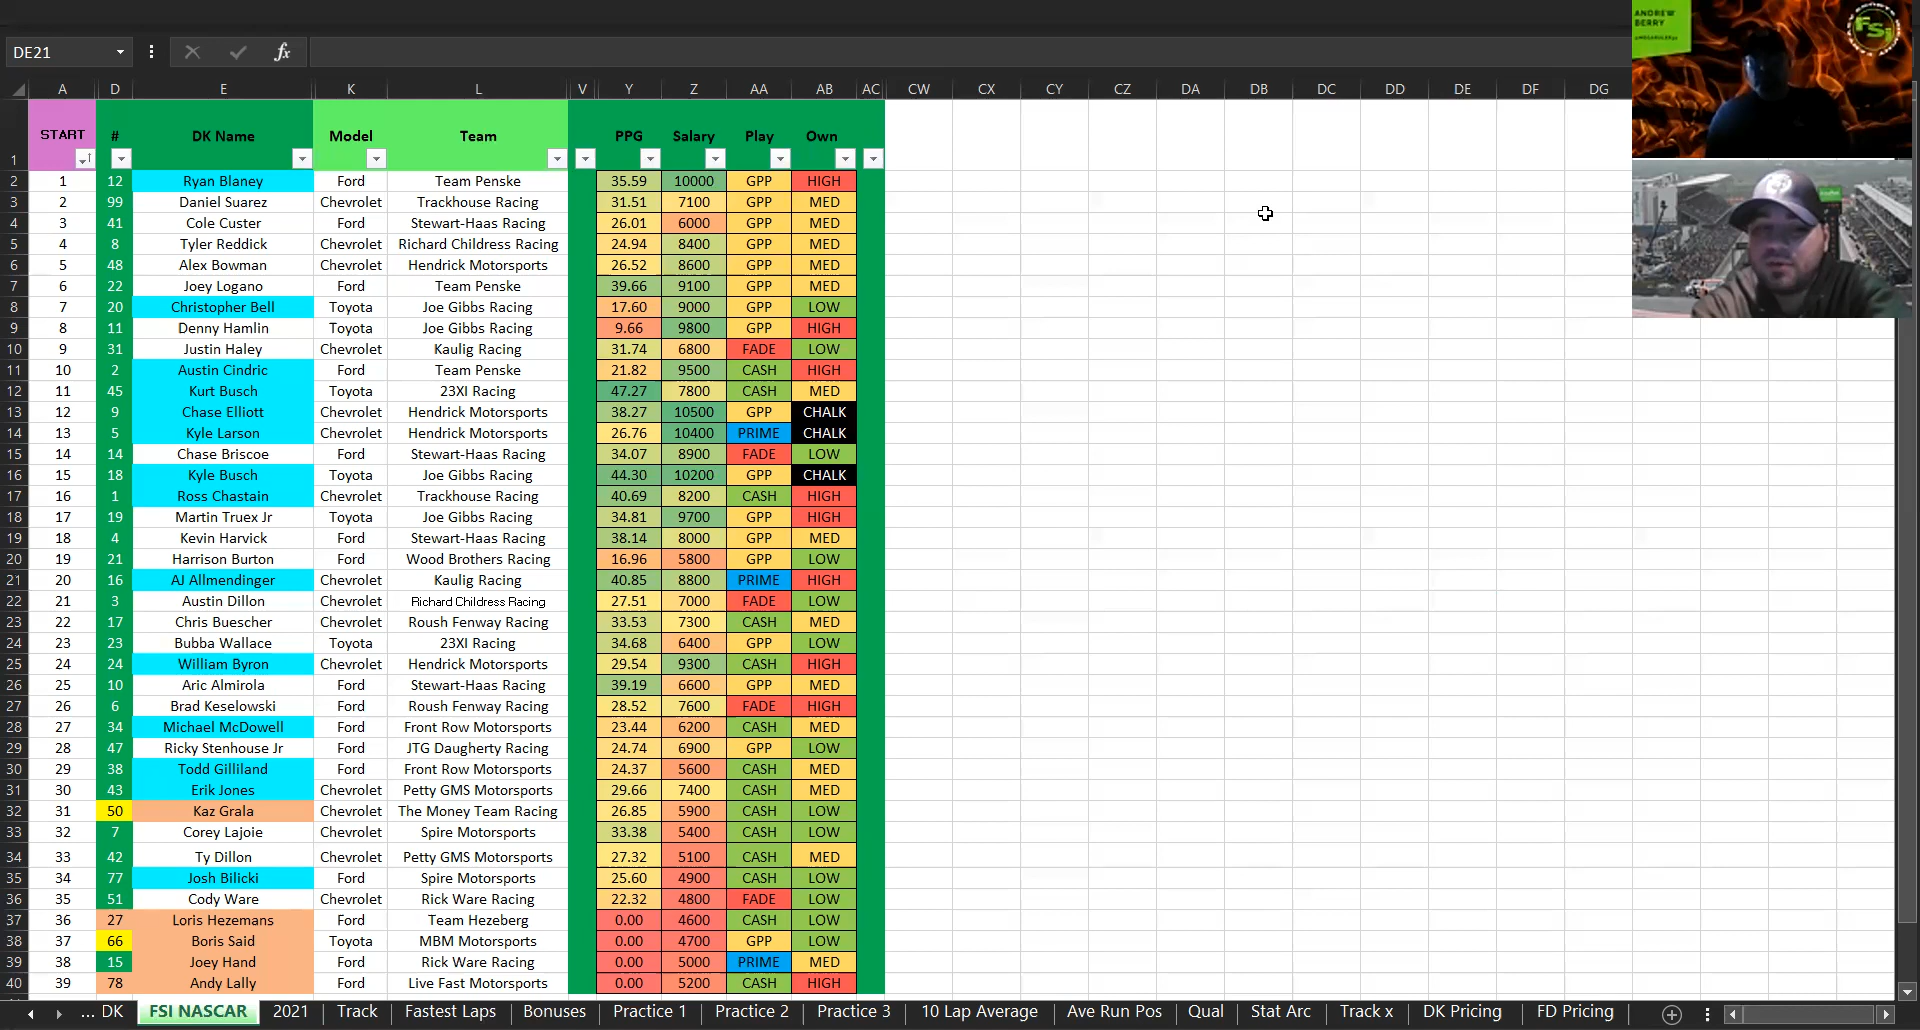 DE21 fx
A D E K L V Y Z AA AB AC CW CX CY CZ DA DB DC DD DE DF DG
1 START # DK Name Model Team PPG Salary Play Own
2 1 12 Ryan Blaney Ford Team Penske 35.59 10000 GPP HIGH
3 2 99 Daniel Suarez Chevrolet Trackhouse Racing 31.51 7100 GPP MED
4 3 41 Cole Custer Ford Stewart-Haas Racing 26.01 6000 GPP MED
5 4 8 Tyler Reddick Chevrolet Richard Childress Racing 24.94 8400 GPP MED
6 5 48 Alex Bowman Chevrolet Hendrick Motorsports 26.52 8600 GPP MED
7 6 22 Joey Logano Ford Team Penske 39.66 9100 GPP MED
8 7 20 Christopher Bell Toyota Joe Gibbs Racing 17.60 9000 GPP LOW
9 8 11 Denny Hamlin Toyota Joe Gibbs Racing 9.66 9800 GPP HIGH
10 9 31 Justin Haley Chevrolet Kaulig Racing 31.74 6800 FADE LOW
11 10 2 Austin Cindric Ford Team Penske 21.82 9500 CASH HIGH
12 11 45 Kurt Busch Toyota 23XI Racing 47.27 7800 CASH MED
13 12 9 Chase Elliott Chevrolet Hendrick Motorsports 38.27 10500 GPP CHALK
14 13 5 Kyle Larson Chevrolet Hendrick Motorsports 26.76 10400 PRIME CHALK
15 14 14 Chase Briscoe Ford Stewart-Haas Racing 34.07 8900 FADE LOW
16 15 18 Kyle Busch Toyota Joe Gibbs Racing 44.30 10200 GPP CHALK
17 16 1 Ross Chastain Chevrolet Trackhouse Racing 40.69 8200 CASH HIGH
18 17 19 Martin Truex Jr Toyota Joe Gibbs Racing 34.81 9700 GPP HIGH
19 18 4 Kevin Harvick Ford Stewart-Haas Racing 38.14 8000 GPP MED
20 19 21 Harrison Burton Ford Wood Brothers Racing 16.96 5800 GPP LOW
21 20 16 AJ Allmendinger Chevrolet Kaulig Racing 40.85 8800 PRIME HIGH
22 21 3 Austin Dillon Chevrolet Richard Childress Racing 27.51 7000 FADE LOW
23 22 17 Chris Buescher Chevrolet Roush Fenway Racing 33.53 7300 CASH MED
24 23 23 Bubba Wallace Toyota 23XI Racing 34.68 6400 GPP LOW
25 24 24 William Byron Chevrolet Hendrick Motorsports 29.54 9300 CASH HIGH
26 25 10 Aric Almirola Ford Stewart-Haas Racing 39.19 6600 GPP MED
27 26 6 Brad Keselowski Ford Roush Fenway Racing 28.52 7600 FADE HIGH
28 27 34 Michael McDowell Ford Front Row Motorsports 23.44 6200 CASH MED
29 28 47 Ricky Stenhouse Jr Ford JTG Daugherty Racing 24.74 6900 GPP LOW
30 29 38 Todd Gilliland Ford Front Row Motorsports 24.37 5600 CASH MED
31 30 43 Erik Jones Chevrolet Petty GMS Motorsports 29.66 7400 CASH MED
32 31 50 Kaz Grala Chevrolet The Money Team Racing 26.85 5900 CASH LOW
33 32 7 Corey Lajoie Chevrolet Spire Motorsports 33.38 5400 CASH LOW
34 33 42 Ty Dillon Chevrolet Petty GMS Motorsports 27.32 5100 CASH MED
35 34 77 Josh Bilicki Ford Spire Motorsports 25.60 4900 CASH LOW
36 35 51 Cody Ware Chevrolet Rick Ware Racing 22.32 4800 FADE LOW
37 36 27 Loris Hezemans Ford Team Hezeberg 0.00 4600 CASH LOW
38 37 66 Boris Said Toyota MBM Motorsports 0.00 4700 GPP LOW
39 38 15 Joey Hand Ford Rick Ware Racing 0.00 5000 PRIME MED
40 39 78 Andy Lally Ford Live Fast Motorsports 0.00 5200 CASH HIGH
... DK FSI NASCAR 2021 Track Fastest Laps Bonuses Practice 1 Practice 2 Practice 3 10 Lap Average Ave Run Pos Qual Stat Arc Track x DK Pricing FD Pricing
ANDREW
BERRY
FSi